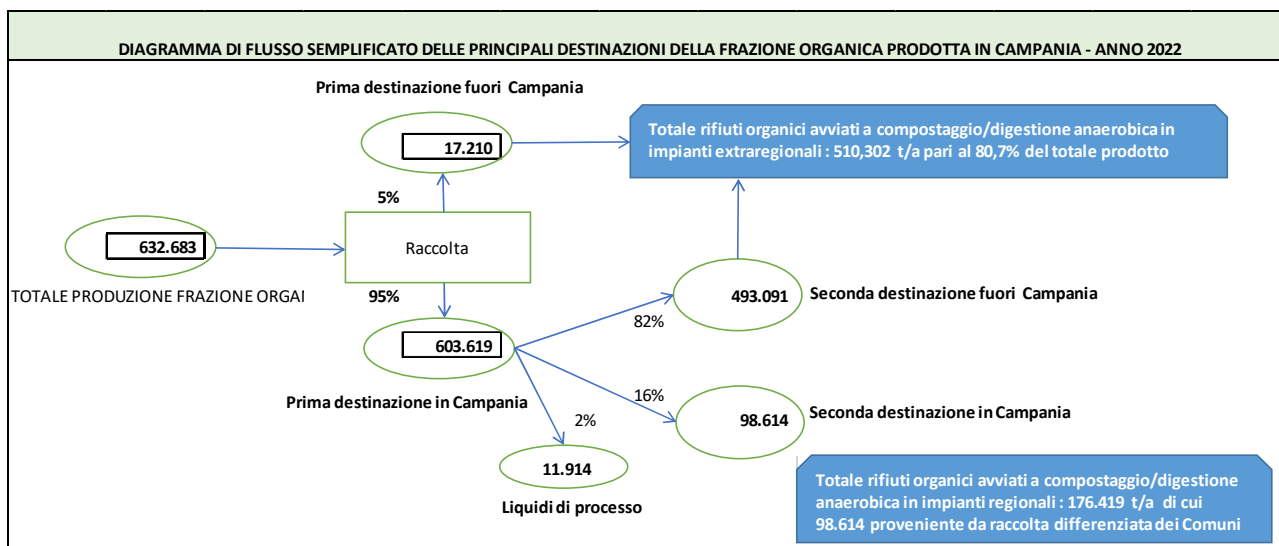 DIAGRAMMA DI FLUSSO SEMPLIFICATO DELLE PRINCIPALI DESTINAZIONI DELLA FRAZIONE ORGANICA PRODOTTA IN CAMPANIA - ANNO 2022
Prima destinazione fuori Campania
17.210
Totale rifiuti organici avviati a compostaggio/digestione anaerobica in
impianti extraregionali : 510,302 t/a pari al 80,7% del totale prodotto
5%
632.683
Raccolta
TOTALE PRODUZIONE FRAZIONE ORGAI
95%
493.091
Seconda destinazione fuori Campania
82%
603.619
Prima destinazione in Campania
16%
98.614
Seconda destinazione in Campania
2%
11.914
Liquidi di processo
Totale rifiuti organici avviati a compostaggio/digestione
anaerobica in impianti regionali : 176.419 t/a di cui
98.614 proveniente da raccolta differenziata dei Comuni